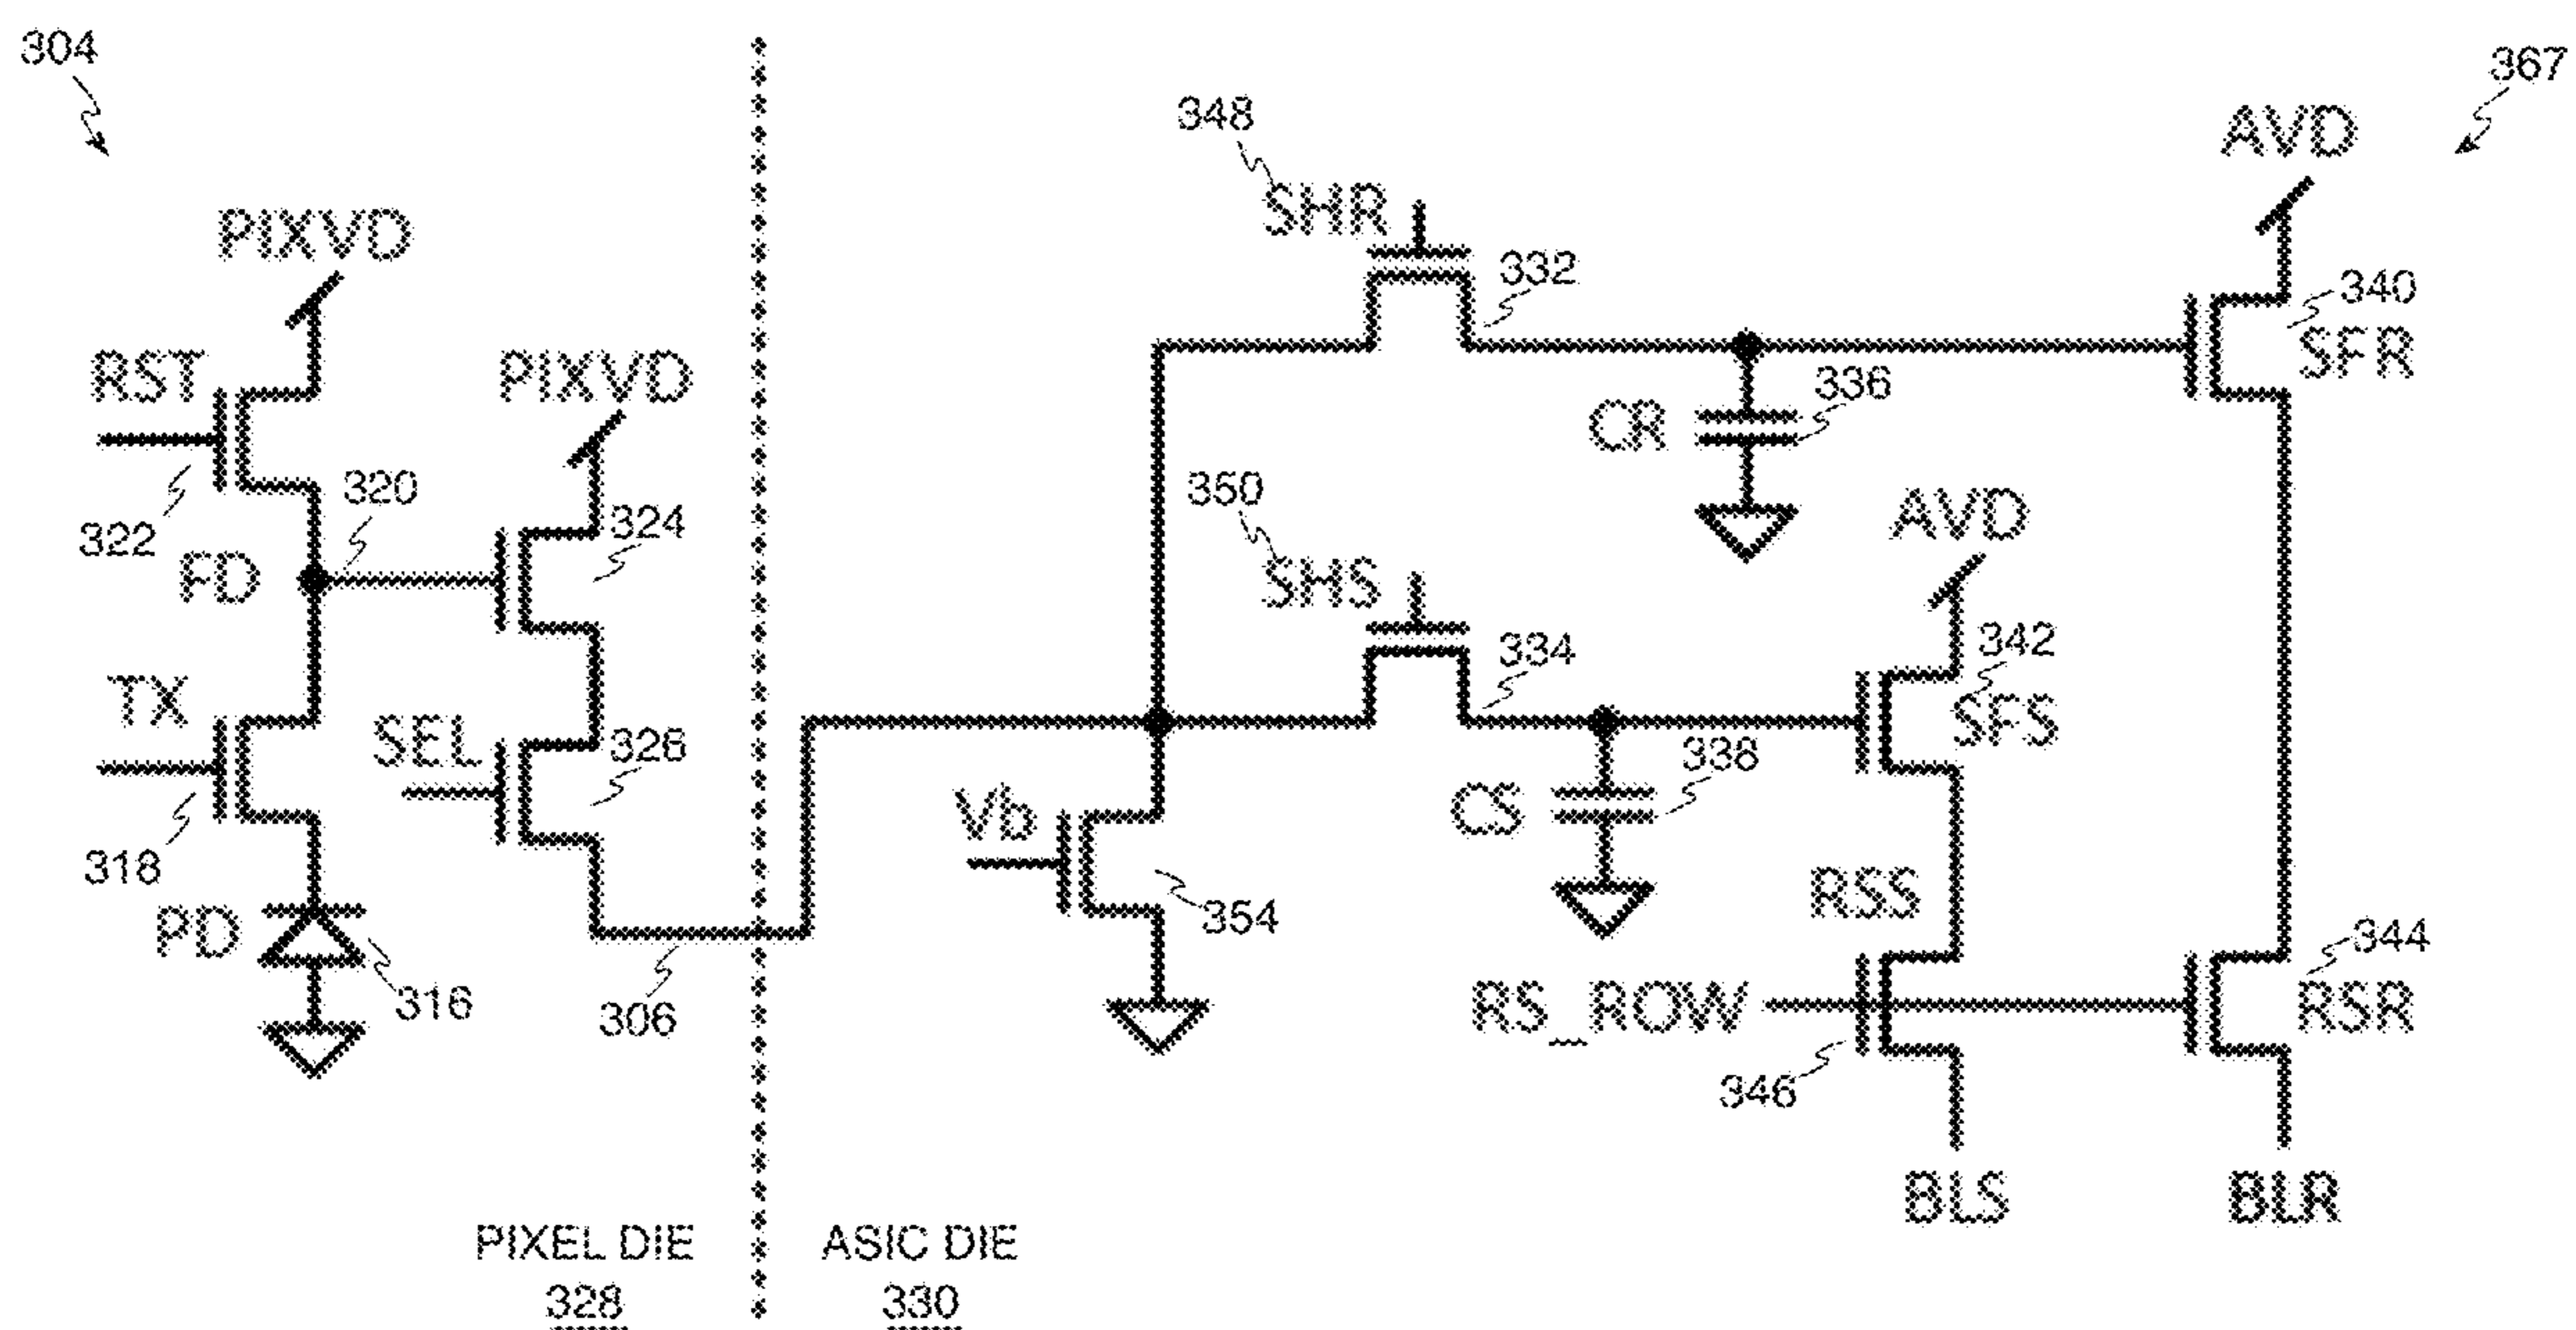 304
367
348
SHR
AVD
PIXVD
332
340
SFR
RST
PIXVD
336
CR
320
350
AVD
322
324
FD
SHS
342
334
SFS
TX
SEL
326
338
CS
Vb
318
RSS
PD
354
344
316
306
RS_ROW
RSR
346
BLS
BLR
PIXEL DIE
ASIC DIE
328
330